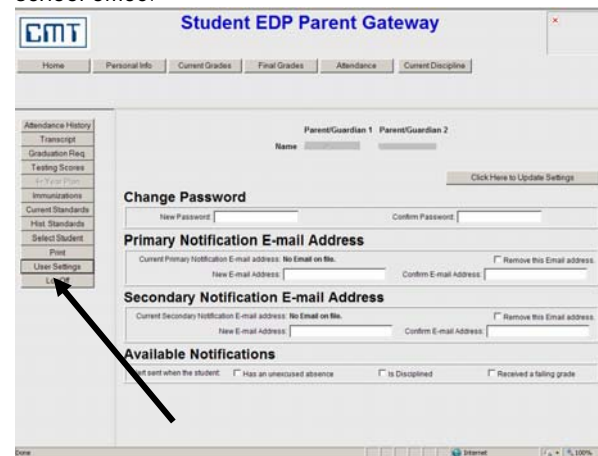 school office.
CMT
Student EDP Parent Gateway
Home Personal Info Current Grades Final Grades Attendance Current Discipline
Attendance History
Transcript
Graduation Req.
Testing Scores
4+ Year Plan
Immunizations
Current Standards
Hist. Standards
Select Student
Print
User Settings
Parent/Guardian 1 Parent/Guardian 2
Name
Click Here to Update Settings
Change Password
New Password: Confirm Password:
Primary Notification E-mail Address
Current Primary Notification E-mail address: No Email on file. Remove this Email address.
New E-mail Address: Confirm E-mail Address:
Secondary Notification E-mail Address
Current Secondary Notification E-mail address: No Email on file. Remove this Email address.
New E-mail Address: Confirm E-mail Address:
Available Notifications
sent when the student: Has an unexcused absence Is Disciplined Received a failing grade
Done Internet 100%